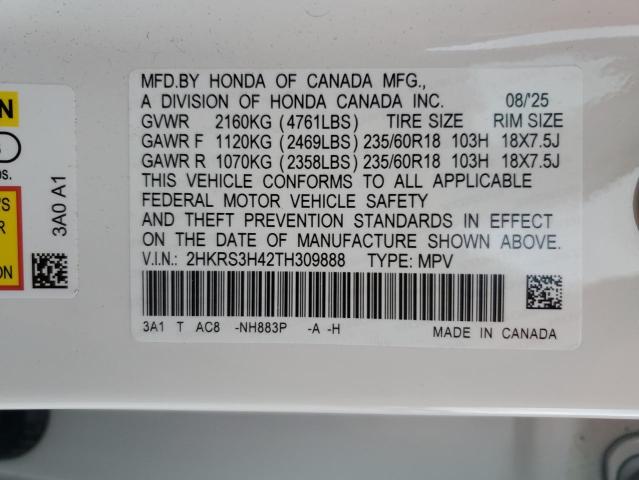 N
S
os.
'S
R
3A0 A1
MFD.BY HONDA OF CANADA MFG.,
A DIVISION OF HONDA CANADA INC. 08/'25
GVWR 2160KG (4761LBS) TIRE SIZE RIM SIZE
GAWR F 1120KG (2469LBS) 235/60R18 103H 18X7.5J
GAWR R 1070KG (2358LBS) 235/60R18 103H 18X7.5J
THIS VEHICLE CONFORMS TO ALL APPLICABLE
FEDERAL MOTOR VEHICLE SAFETY
AND THEFT PREVENTION STANDARDS IN EFFECT
ON THE DATE OF MANUFACTURE SHOWN ABOVE.
V.I.N.: 2HKRS3H42TH309888 TYPE: MPV
3A1 T AC8 -NH883P -A -H MADE IN CANADA